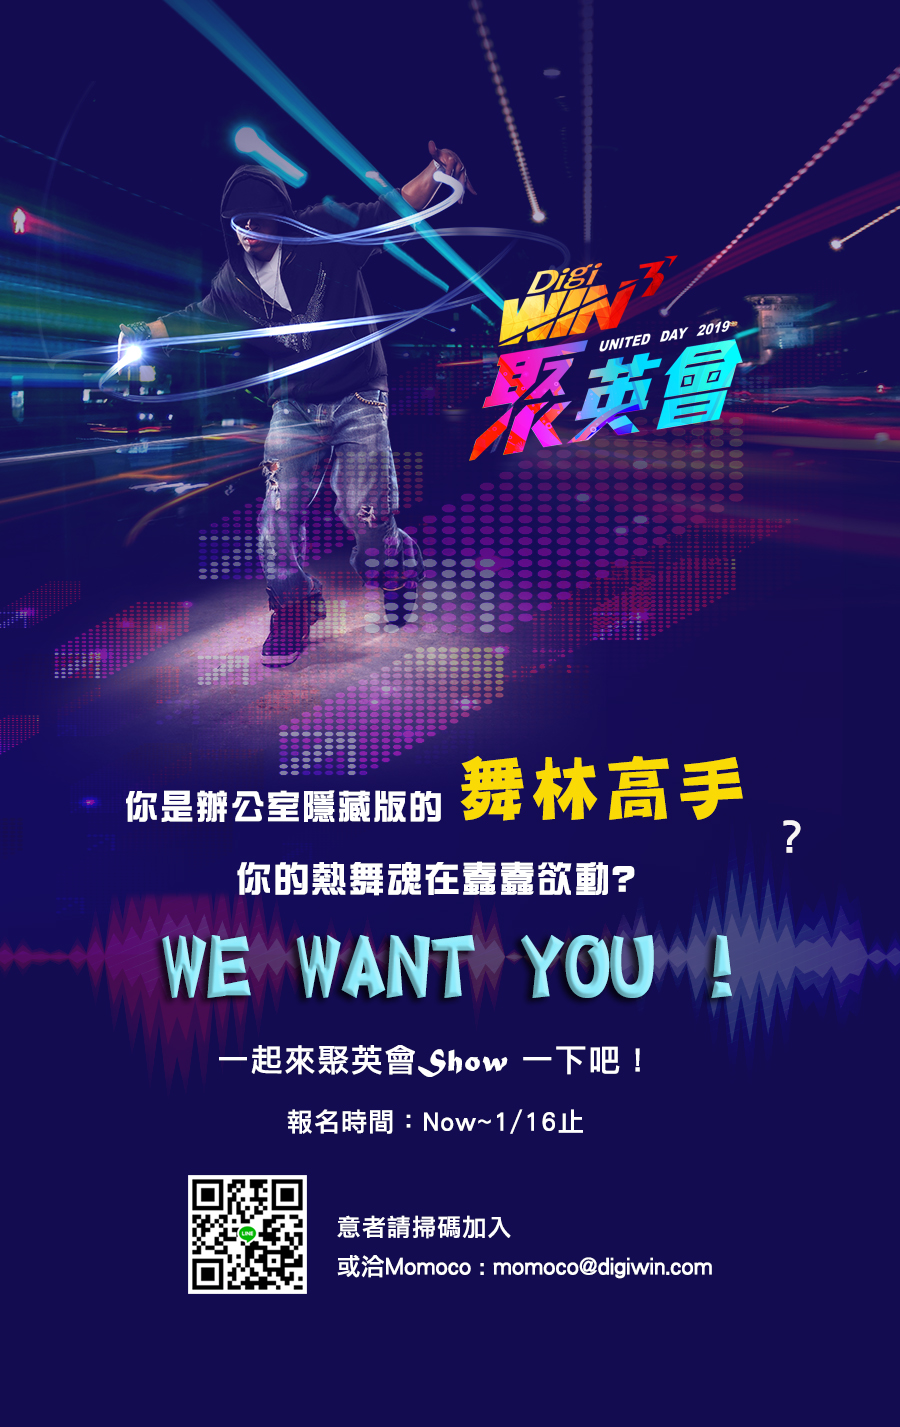 Digi
WIN 3
UNITED DAY 2019
聚英會
你是辦公室隱藏版的 舞林高手
?
你的熱舞魂在蠢蠢欲動?
WE WANT YOU !
一起來聚英會Show 一下吧！
報名時間：Now~1/16止
LINE
意者請掃碼加入
或洽Momoco : momoco@digiwin.com